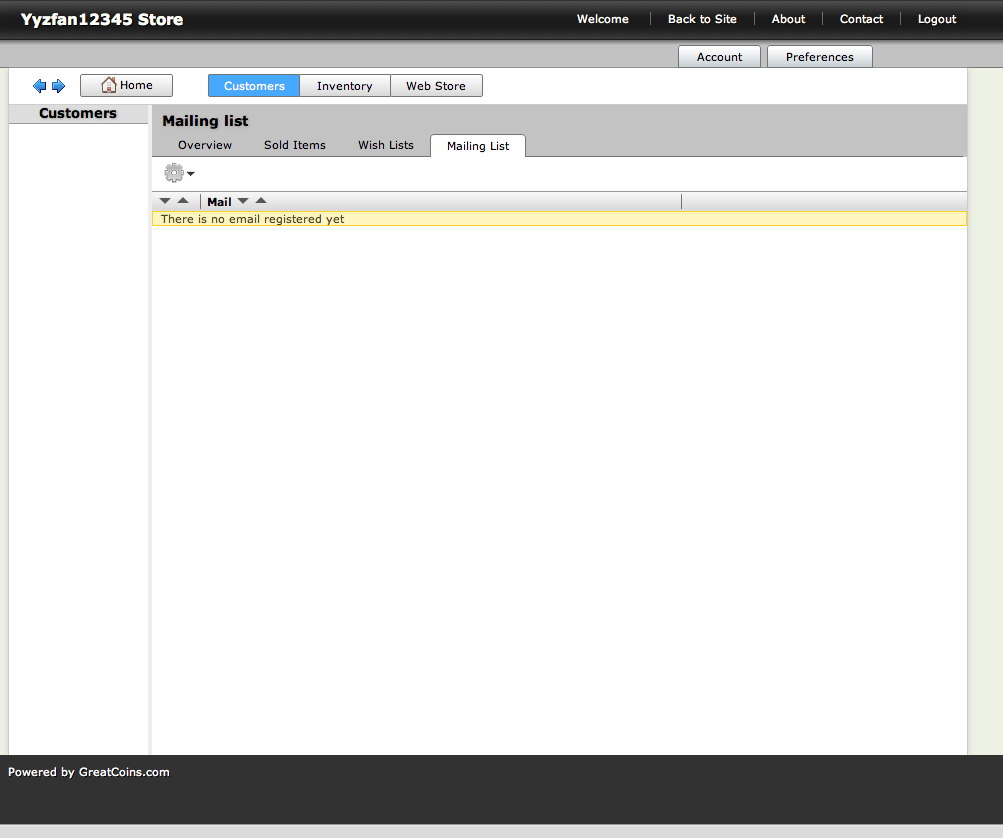 Yyzfan12345 Store
Welcome Back to Site About Contact Logout
Account Preferences
Home Customers Inventory Web Store
Customers
Mailing list
Overview Sold Items Wish Lists Mailing List
Mail
There is no email registered yet
Powered by GreatCoins.com